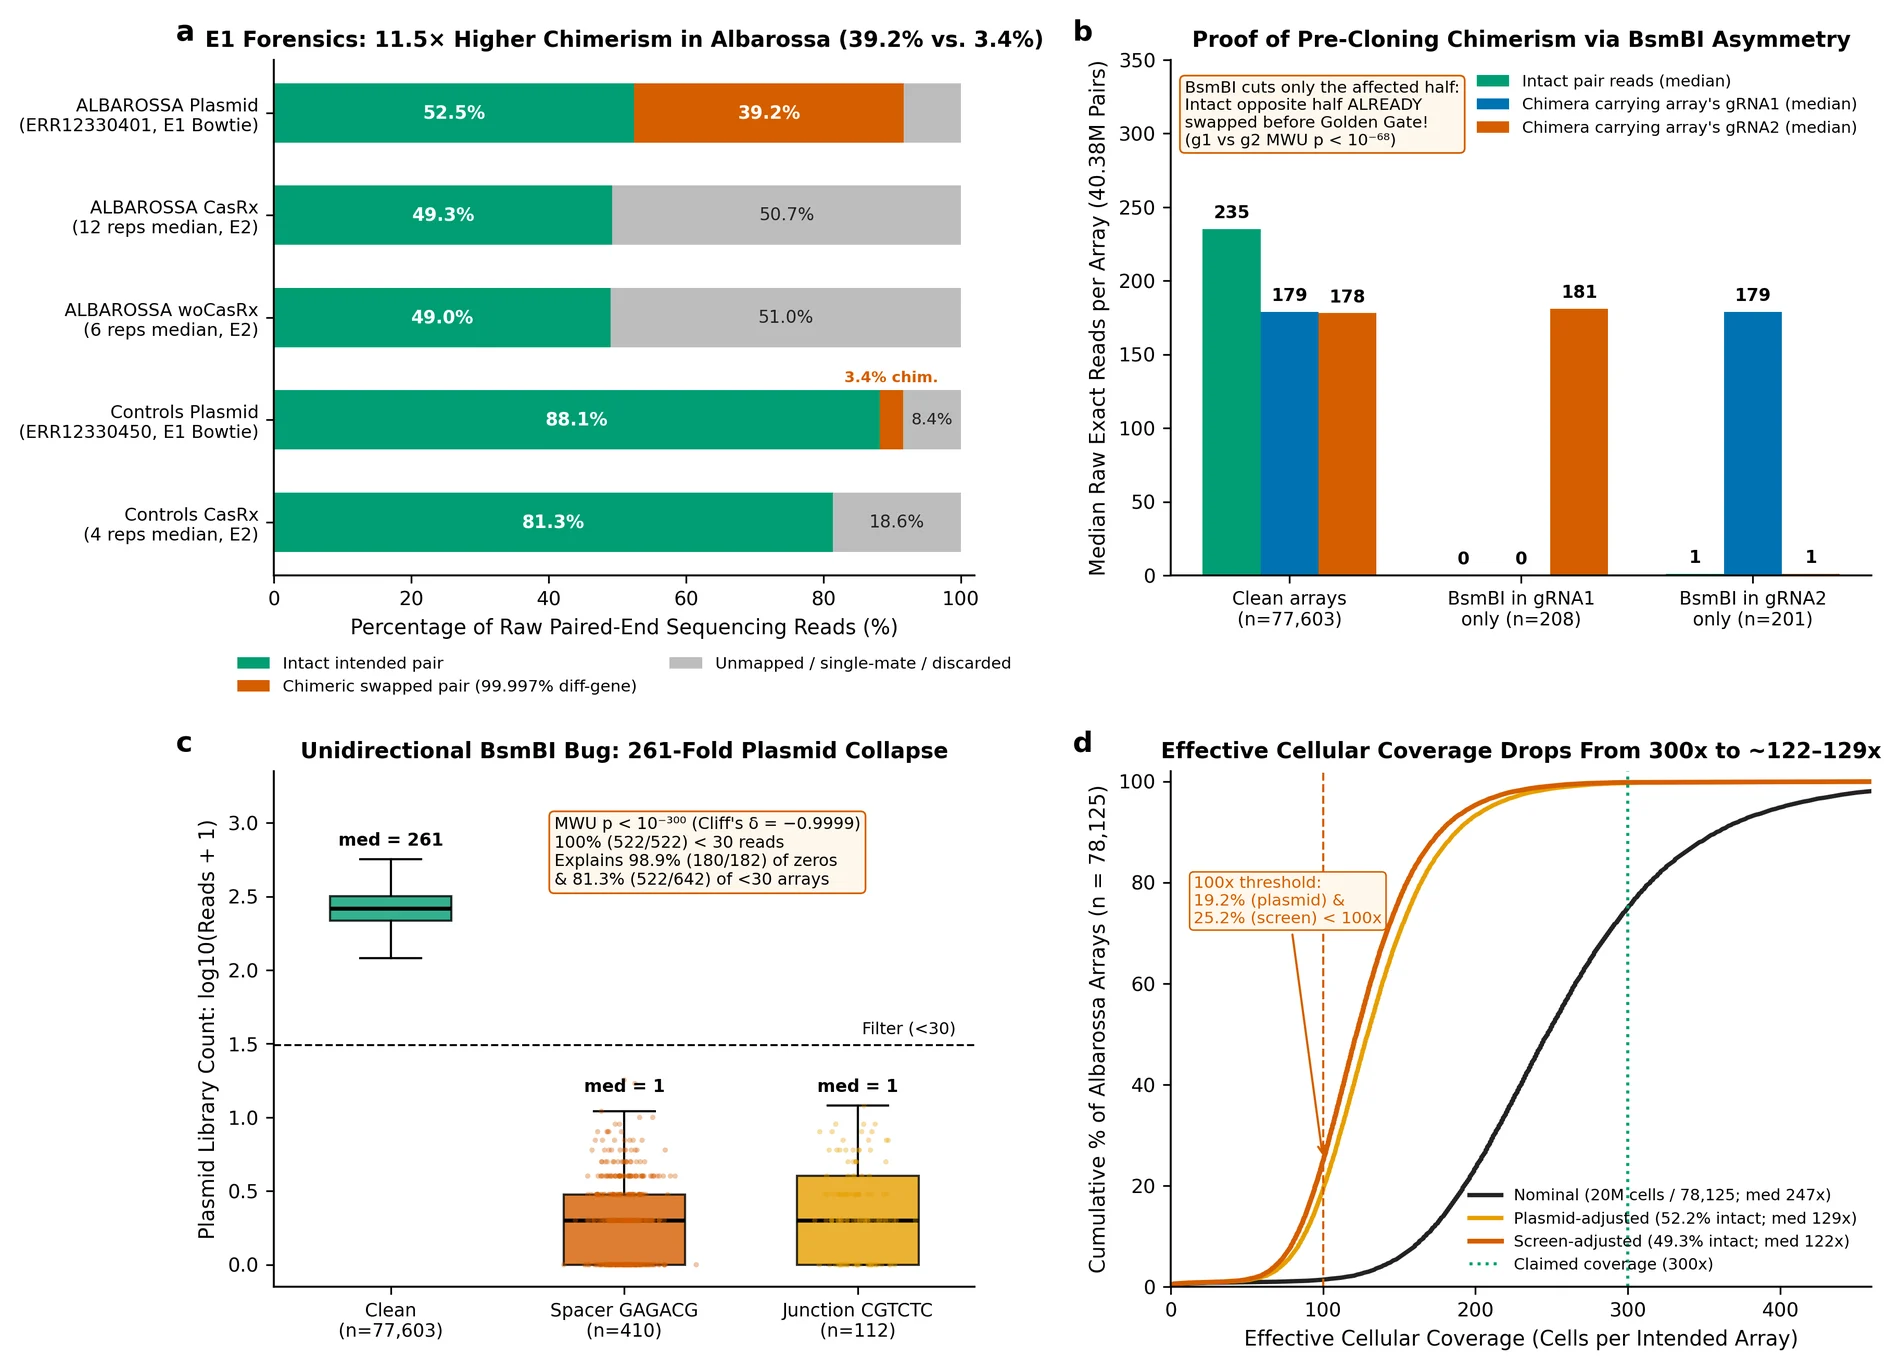 a
E1 Forensics: 11.5× Higher Chimerism in Albarossa (39.2% vs. 3.4%)
ALBAROSSA Plasmid
(ERR12330401, E1 Bowtie)
52.5%
39.2%
ALBAROSSA CasRx
(12 reps median, E2)
49.3%
50.7%
ALBAROSSA woCasRx
(6 reps median, E2)
49.0%
51.0%
3.4% chim.
Controls Plasmid
(ERR12330450, E1 Bowtie)
88.1%
8.4%
Controls CasRx
(4 reps median, E2)
81.3%
18.6%
0 20 40 60 80 100
Percentage of Raw Paired-End Sequencing Reads (%)
Intact intended pair
Chimeric swapped pair (99.997% diff-gene)
Unmapped / single-mate / discarded
b
Proof of Pre-Cloning Chimerism via BsmBI Asymmetry
Median Raw Exact Reads per Array (40.38M Pairs)
350
300
250
200
150
100
50
0
BsmBI cuts only the affected half:
Intact opposite half ALREADY
swapped before Golden Gate!
(g1 vs g2 MWU p < 10⁻⁶⁸)
Intact pair reads (median)
Chimera carrying array's gRNA1 (median)
Chimera carrying array's gRNA2 (median)
235
179
178
0
0
181
1
179
1
Clean arrays
(n=77,603)
BsmBI in gRNA1
only (n=208)
BsmBI in gRNA2
only (n=201)
c
Unidirectional BsmBI Bug: 261-Fold Plasmid Collapse
Plasmid Library Count: log10(Reads + 1)
3.0
2.5
2.0
1.5
1.0
0.5
0.0
med = 261
MWU p < 10⁻³⁰⁰ (Cliff's δ = −0.9999)
100% (522/522) < 30 reads
Explains 98.9% (180/182) of zeros
& 81.3% (522/642) of <30 arrays
Filter (<30)
med = 1
med = 1
Clean
(n=77,603)
Spacer GAGACG
(n=410)
Junction CGTCTC
(n=112)
d
Effective Cellular Coverage Drops From 300x to ~122–129x
Cumulative % of Albarossa Arrays (n = 78,125)
100
80
60
40
20
0
100x threshold:
19.2% (plasmid) &
25.2% (screen) < 100x
Nominal (20M cells / 78,125; med 247x)
Plasmid-adjusted (52.2% intact; med 129x)
Screen-adjusted (49.3% intact; med 122x)
Claimed coverage (300x)
0 100 200 300 400
Effective Cellular Coverage (Cells per Intended Array)